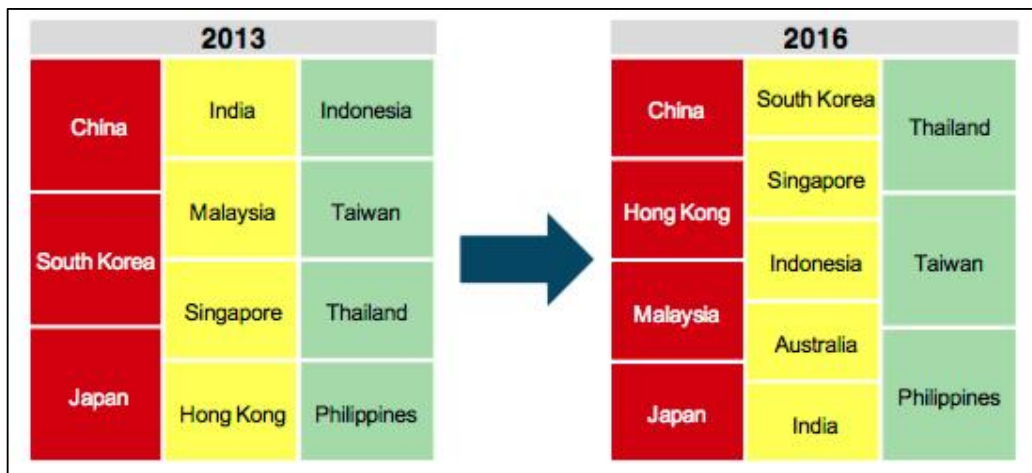 2013
China
South Korea
Japan
India
Malaysia
Singapore
Hong Kong
Indonesia
Taiwan
Thailand
Philippines
2016
China
Hong Kong
Malaysia
Japan
South Korea
Singapore
Indonesia
Australia
India
Thailand
Taiwan
Philippines